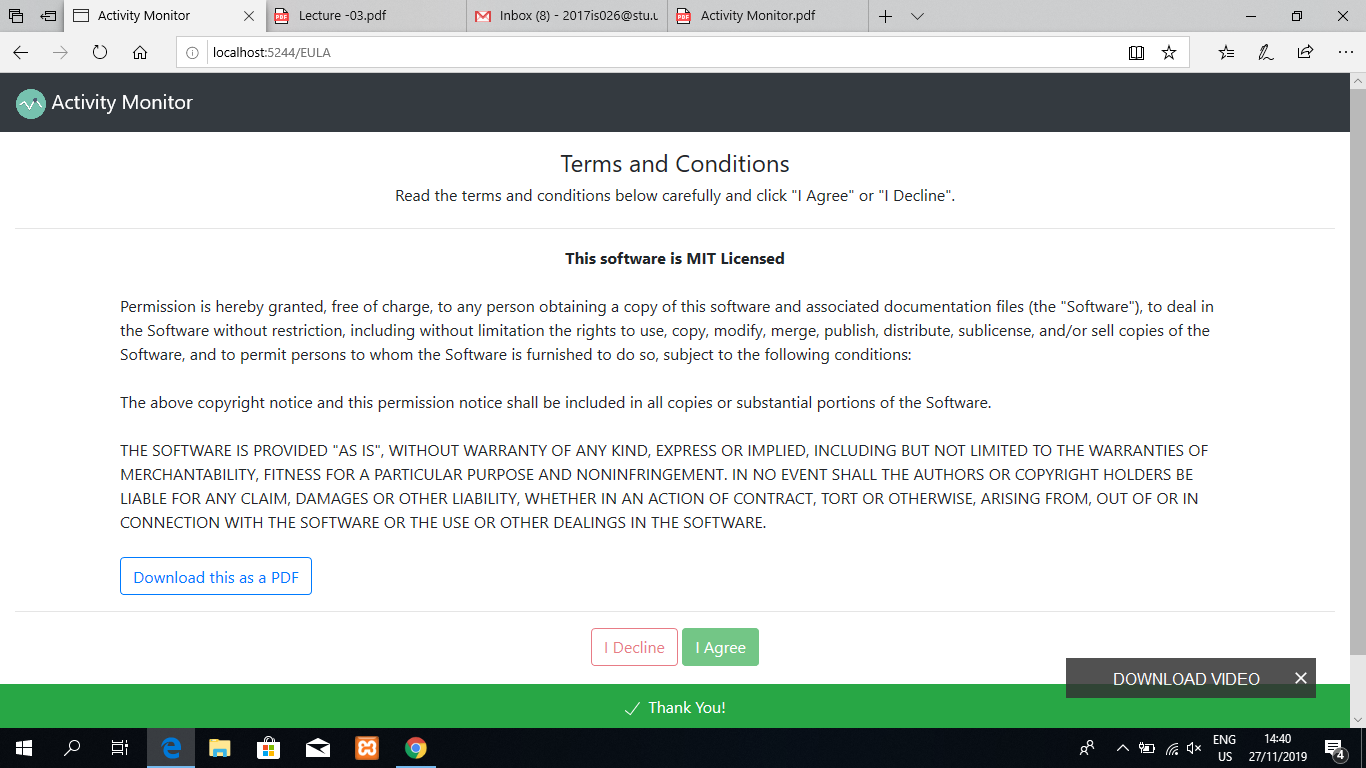 Activity Monitor
Lecture -03.pdf
Inbox (8) - 2017is026@stu.u
Activity Monitor.pdf
localhost:5244/EULA
Activity Monitor
Terms and Conditions
Read the terms and conditions below carefully and click "I Agree" or "I Decline".
This software is MIT Licensed
Permission is hereby granted, free of charge, to any person obtaining a copy of this software and associated documentation files (the "Software"), to deal in
the Software without restriction, including without limitation the rights to use, copy, modify, merge, publish, distribute, sublicense, and/or sell copies of the
Software, and to permit persons to whom the Software is furnished to do so, subject to the following conditions:
The above copyright notice and this permission notice shall be included in all copies or substantial portions of the Software.
THE SOFTWARE IS PROVIDED "AS IS", WITHOUT WARRANTY OF ANY KIND, EXPRESS OR IMPLIED, INCLUDING BUT NOT LIMITED TO THE WARRANTIES OF
MERCHANTABILITY, FITNESS FOR A PARTICULAR PURPOSE AND NONINFRINGEMENT. IN NO EVENT SHALL THE AUTHORS OR COPYRIGHT HOLDERS BE
LIABLE FOR ANY CLAIM, DAMAGES OR OTHER LIABILITY, WHETHER IN AN ACTION OF CONTRACT, TORT OR OTHERWISE, ARISING FROM, OUT OF OR IN
CONNECTION WITH THE SOFTWARE OR THE USE OR OTHER DEALINGS IN THE SOFTWARE.
Download this as a PDF
I Decline
I Agree
DOWNLOAD VIDEO
Thank You!
ENG
US
14:40
27/11/2019
4